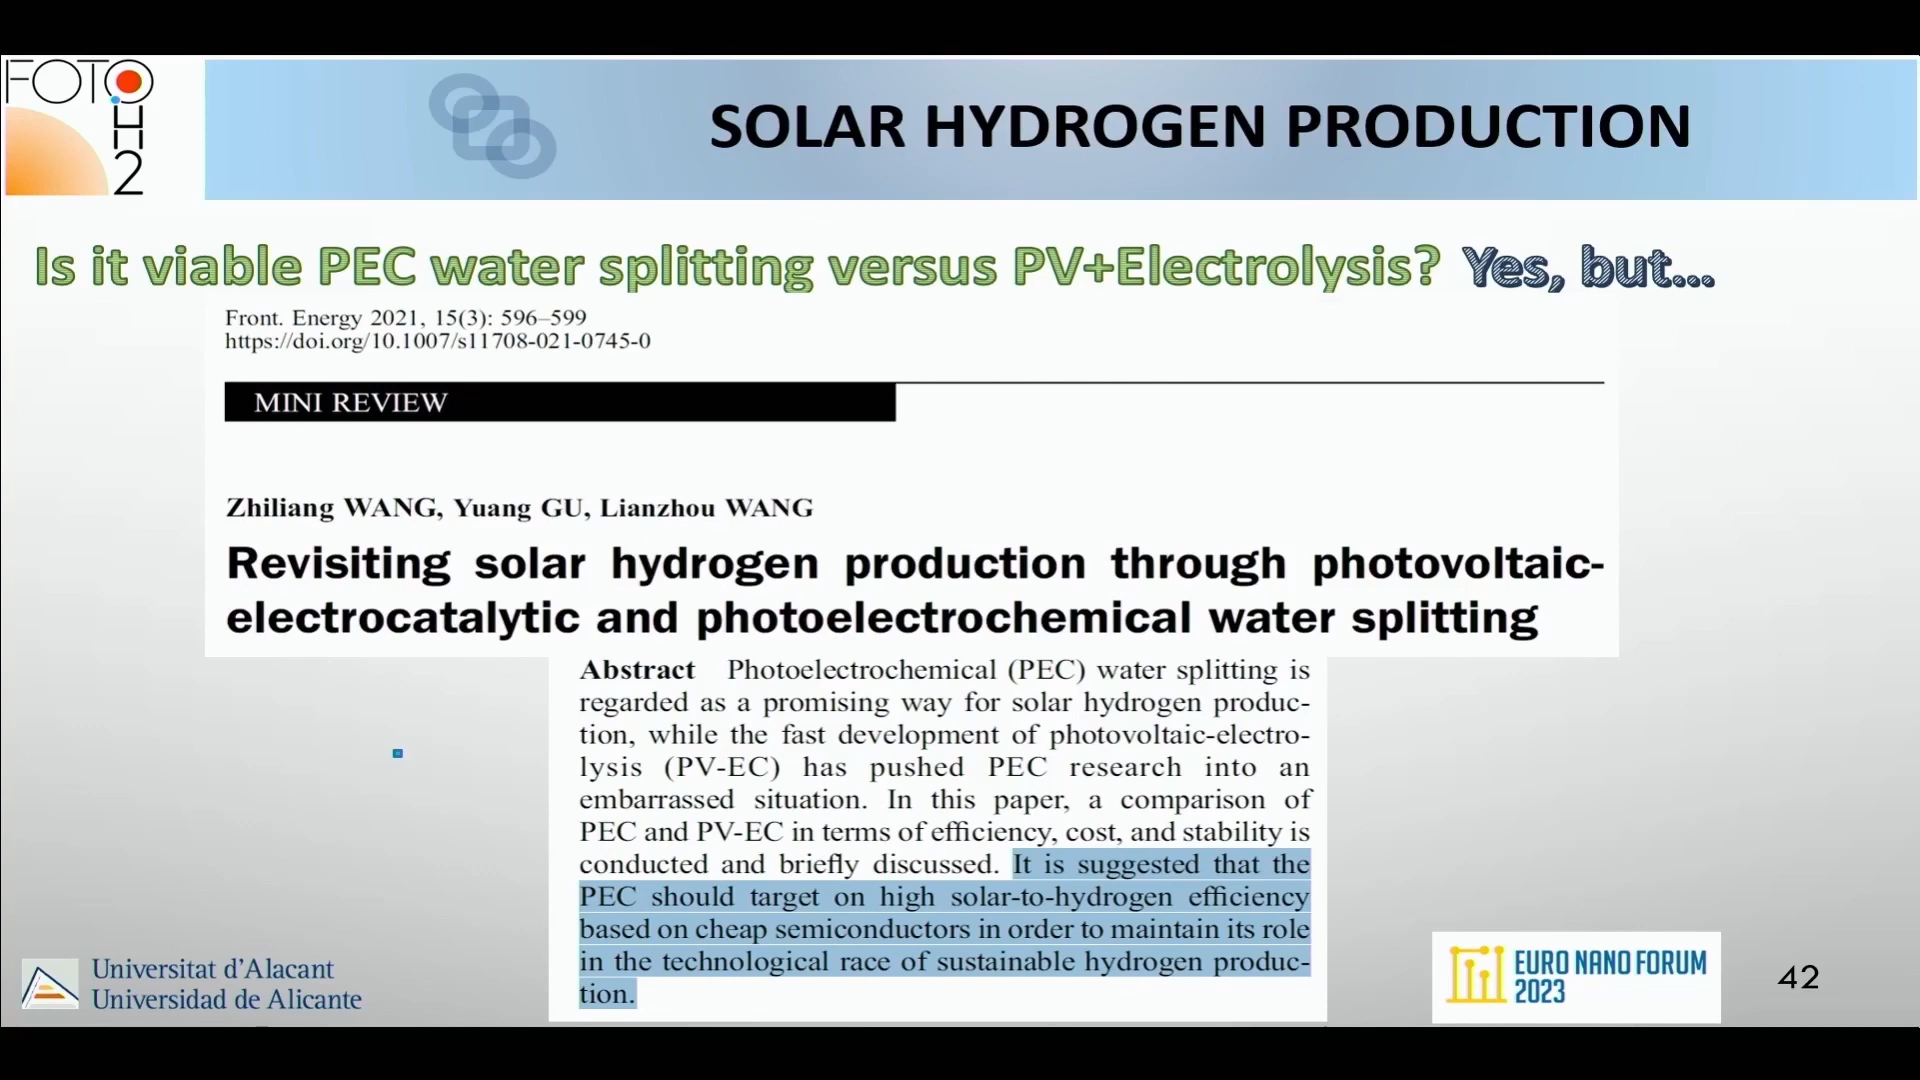 FOTOH2
SOLAR HYDROGEN PRODUCTION
Is it viable PEC water splitting versus PV+Electrolysis? Yes, but...
Front. Energy 2021, 15(3): 596–599
https://doi.org/10.1007/s11708-021-0745-0
MINI REVIEW
Zhiliang WANG, Yuang GU, Lianzhou WANG
Revisiting solar hydrogen production through photovoltaic-
electrocatalytic and photoelectrochemical water splitting
Abstract Photoelectrochemical (PEC) water splitting is
regarded as a promising way for solar hydrogen produc-
tion, while the fast development of photovoltaic-electro-
lysis (PV-EC) has pushed PEC research into an
embarrassed situation. In this paper, a comparison of
PEC and PV-EC in terms of efficiency, cost, and stability is
conducted and briefly discussed. It is suggested that the
PEC should target on high solar-to-hydrogen efficiency
based on cheap semiconductors in order to maintain its role
in the technological race of sustainable hydrogen produc-
tion.
Universitat d'Alacant
Universidad de Alicante
EURO NANO FORUM
2023
42